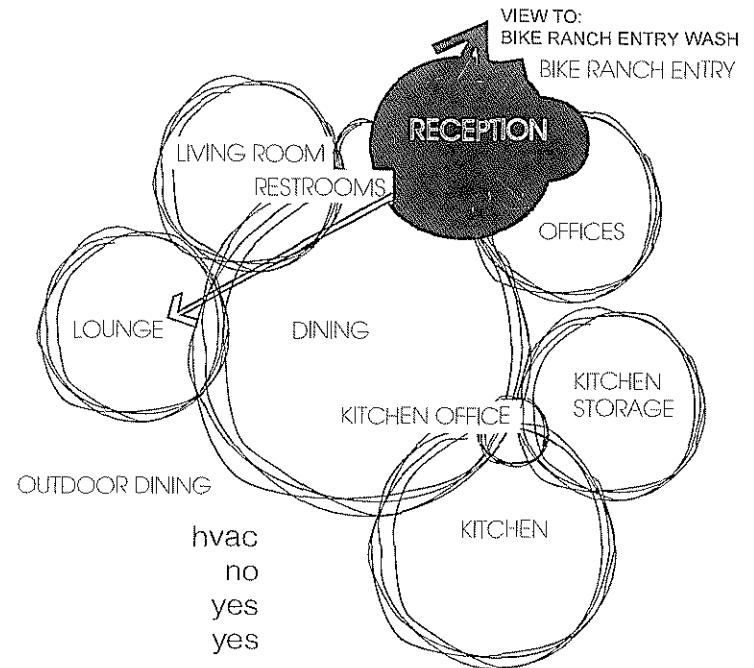 VIEW TO:
BIKE RANCH ENTRY WASH
BIKE RANCH ENTRY
RECEPTION
LIVING ROOM
RESTROOMS
OFFICES
LOUNGE
DINING
KITCHEN
STORAGE
KITCHEN OFFICE
OUTDOOR DINING
KITCHEN
hvac
no
yes
yes